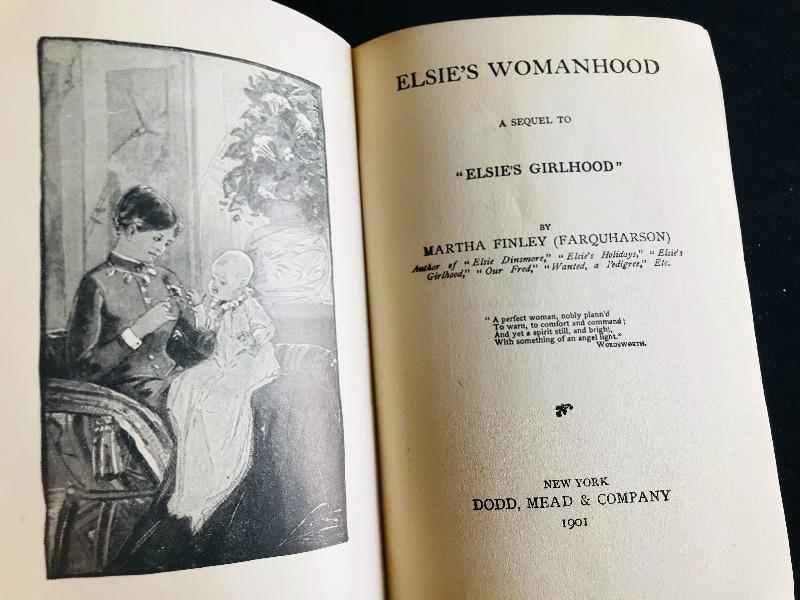 ELSIE'S WOMANHOOD
A SEQUEL TO
"ELSIE'S GIRLHOOD"
BY
MARTHA FINLEY (FARQUHARSON)
Author of "Elsie Dinsmore," "Elsie's Holidays," "Elsie's
Girlhood," "Our Fred," "Wanted, a Pedigree," Etc.
"A perfect woman, nobly plann'd
To warn, to comfort and command;
And yet a spirit still, and bright,
With something of an angel light."
WORDSWORTH.
NEW YORK
DODD, MEAD & COMPANY
1901